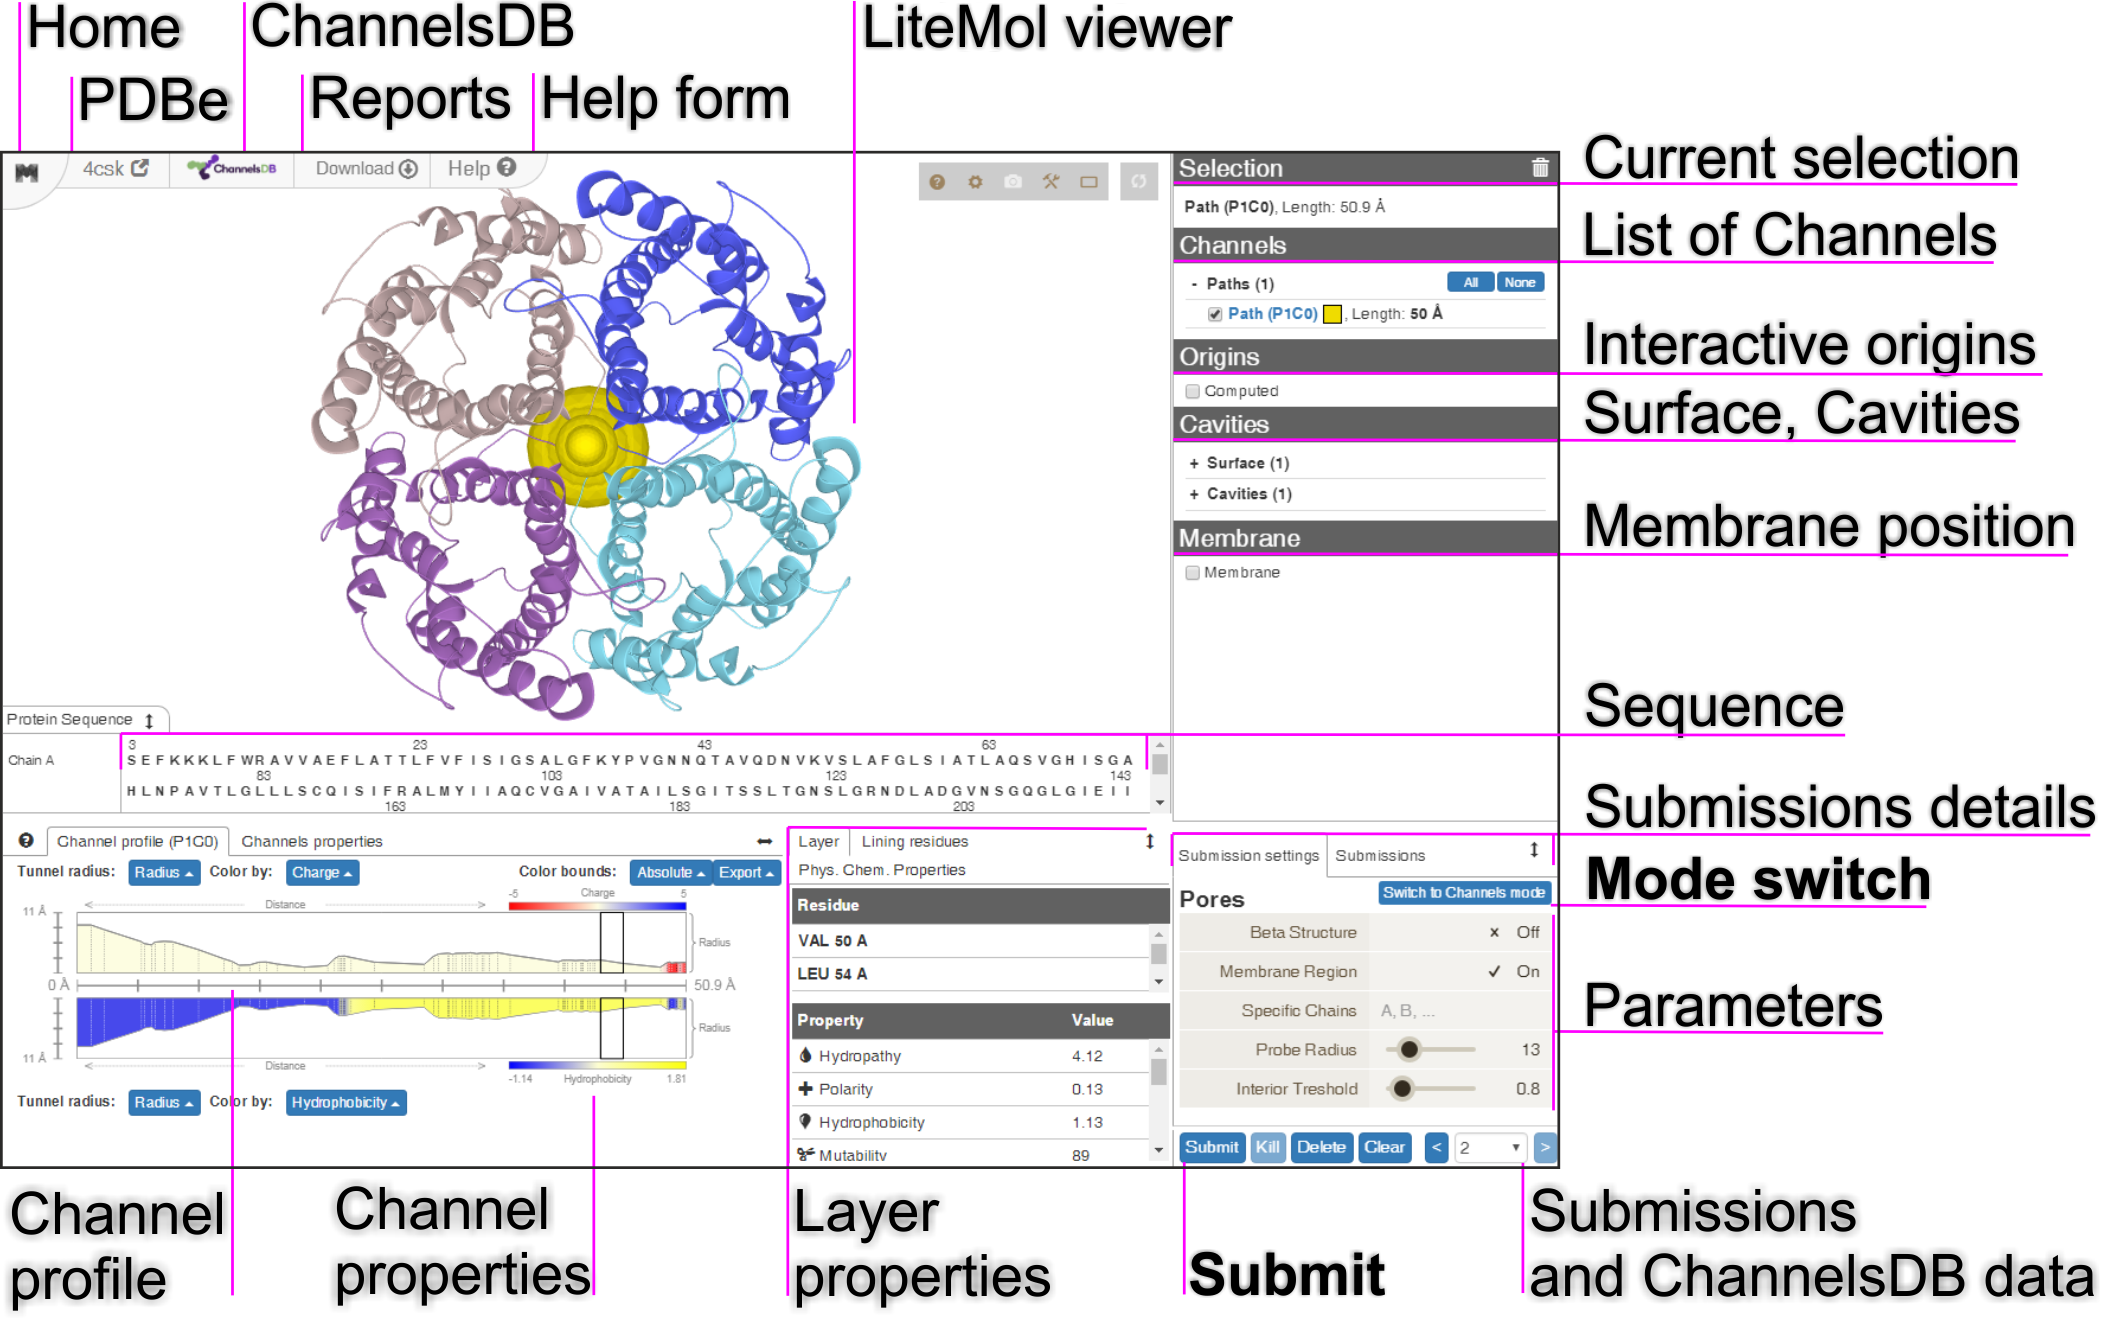 Home
ChannelsDB
LiteMol viewer
PDBe
Reports
Help form
4csk
ChannelsDB
Download
Help
Selection
Current selection
Path (P1C0), Length: 50.9 Å
Channels
List of Channels
- Paths (1)
All
None
Path (P1C0) , Length: 50 Å
Origins
Interactive origins
Computed
Cavities
Surface, Cavities
+ Surface (1)
+ Cavities (1)
Membrane
Membrane position
Membrane
Sequence
Protein Sequence
3 23 43 63
Chain A
S E F K K K L F W R A V V A E F L A T T L F V F I S I G S A L G F K Y P V G N N Q T A V Q D N V K V S L A F G L S I A T L A Q S V G H I S G A
83 103 123 143
H L N P A V T L G L L L S C Q I S I F R A L M Y I I A Q C V G A I V A T A I L S G I T S S L T G N S L G R N D L A D G V N S G Q G L G I E I I
163 183 203
Submissions details
Channel profile (P1C0)
Channels properties
Layer
Lining residues
Phys. Chem. Properties
Submission settings
Submissions
Mode switch
Tunnel radius:
Radius
Color by:
Charge
Color bounds:
Absolute
Export
-5 Charge 5
Distance
11 Å
Radius
0 Å
50.9 Å
Radius
11 Å
Distance
-1.14 Hydrophobicity 1.81
Tunnel radius:
Radius
Color by:
Hydrophobicity
Residue
VAL 50 A
LEU 54 A
Property Value
Hydropathy 4.12
Polarity 0.13
Hydrophobicity 1.13
Mutability 89
Pores
Switch to Channels mode
Beta Structure Off
Membrane Region On
Specific Chains A, B, ...
Probe Radius 13
Interior Treshold 0.8
Parameters
Submit
Kill
Delete
Clear
<
2
>
Channel
profile
Channel
properties
Layer
properties
Submit
Submissions
and ChannelsDB data